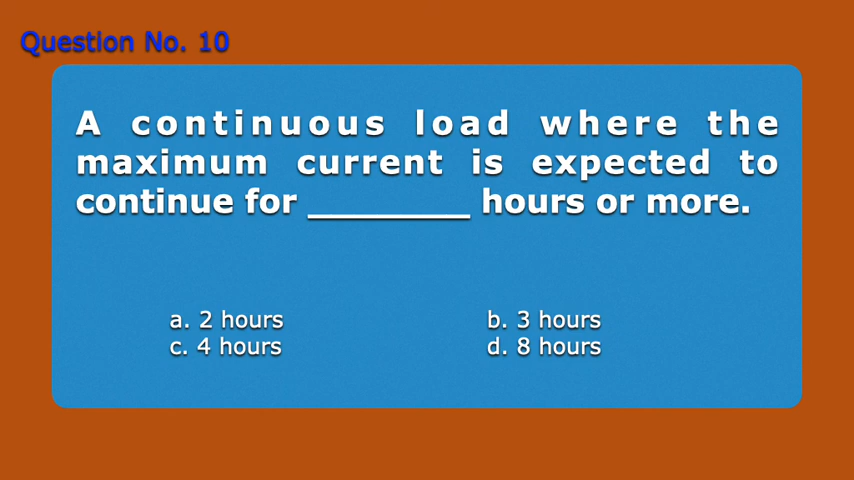 Question No. 10
A continuous load where the
maximum current is expected to
continue for _________ hours or more.
a. 2 hours
b. 3 hours
c. 4 hours
d. 8 hours